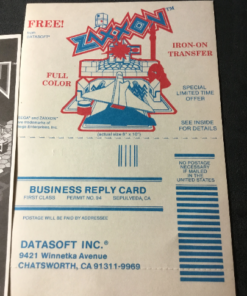 FREE!
ZAXXON
IRON-ON
TRANSFER
FULL
COLOR
SPECIAL
LIMITED TIME
OFFER
SEE INSIDE
FOR DETAILS
NO POSTAGE
NECESSARY
IF MAILED
IN THE
UNITED STATES
BUSINESS REPLY CARD
FIRST CLASS PERMIT NO. 84 SEPULVEDA, CA
POSTAGE WILL BE PAID BY ADDRESSEE
DATASOFT INC.®
9421 Winnetka Avenue
CHATSWORTH, CA 91311-9969